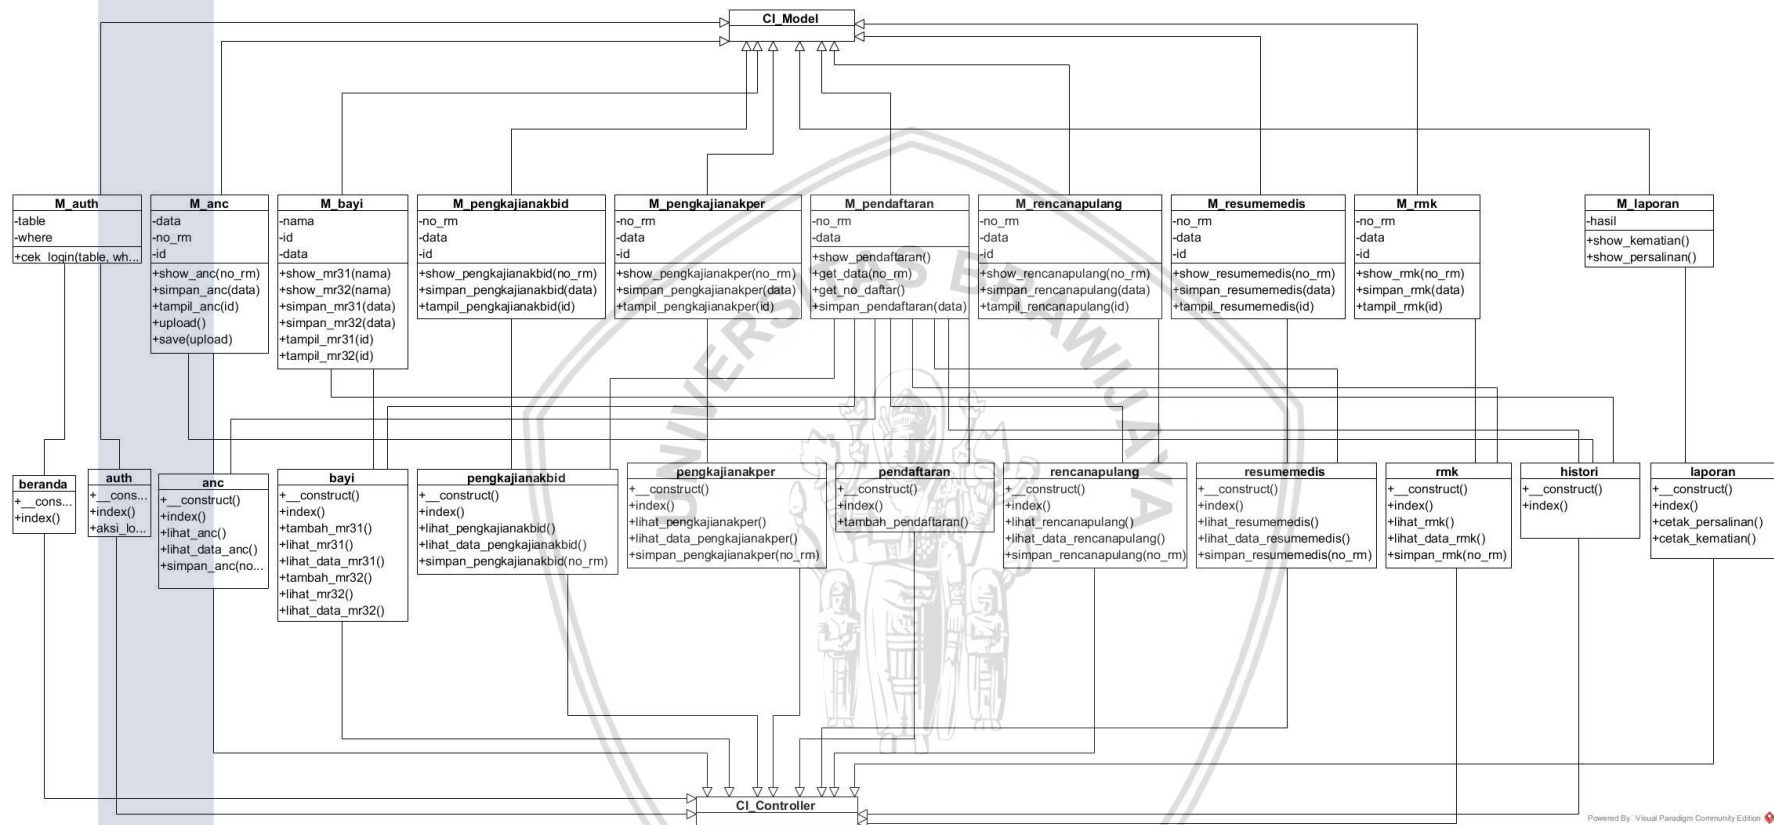 CI_Model
M_auth
-table
-where
+cek_login(table, wh...
M_anc
-data
-no_rm
-id
+show_anc(no_rm)
+simpan_anc(data)
+tampil_anc(id)
+upload()
+save(upload)
M_bayi
-nama
-id
-data
+show_mr31(nama)
+show_mr32(nama)
+simpan_mr31(data)
+simpan_mr32(data)
+tampil_mr31(id)
+tampil_mr32(id)
M_pengkajianakbid
-no_rm
-data
-id
+show_pengkajianakbid(no_rm)
+simpan_pengkajianakbid(data)
+tampil_pengkajianakbid(id)
M_pengkajianakper
-no_rm
-data
-id
+show_pengkajianakper(no_rm)
+simpan_pengkajianakper(data)
+tampil_pengkajianakper(id)
M_pendaftaran
-no_rm
-data
+show_pendaftaran()
+get_data(no_rm)
+get_no_daftar()
+simpan_pendaftaran(data)
M_rencanapulang
-no_rm
-data
-id
+show_rencanapulang(no_rm)
+simpan_rencanapulang(data)
+tampil_rencanapulang(id)
M_resumemedis
-no_rm
-data
-id
+show_resumemedis(no_rm)
+simpan_resumemedis(data)
+tampil_resumemedis(id)
M_rmk
-no_rm
-data
-id
+show_rmk(no_rm)
+simpan_rmk(data)
+tampil_rmk(id)
M_laporan
-hasil
+show_kematian()
+show_persalinan()
UNIVERSITAS BRAWIJAYA
beranda
+__cons...
+index()
auth
+__cons...
+index()
+aksi_lo...
anc
+__construct()
+index()
+lihat_anc()
+lihat_data_anc()
+simpan_anc(no...
bayi
+__construct()
+index()
+tambah_mr31()
+lihat_mr31()
+lihat_data_mr31()
+tambah_mr32()
+lihat_mr32()
+lihat_data_mr32()
pengkajianakbid
+__construct()
+index()
+lihat_pengkajianakbid()
+lihat_data_pengkajianakbid()
+simpan_pengkajianakbid(no_rm)
pengkajianakper
+__construct()
+index()
+lihat_pengkajianakper()
+lihat_data_pengkajianakper()
+simpan_pengkajianakper(no_rm)
pendaftaran
+__construct()
+index()
+tambah_pendaftaran()
rencanapulang
+__construct()
+index()
+lihat_rencanapulang()
+lihat_data_rencanapulang()
+simpan_rencanapulang(no_rm)
resumemedis
+__construct()
+index()
+lihat_resumemedis()
+lihat_data_resumemedis()
+simpan_resumemedis(no_rm)
rmk
+__construct()
+index()
+lihat_rmk()
+lihat_data_rmk()
+simpan_rmk(no_rm)
histori
+__construct()
+index()
laporan
+__construct()
+index()
+cetak_persalinan()
+cetak_kematian()
CI_Controller
Powered By Visual Paradigm Community Edition